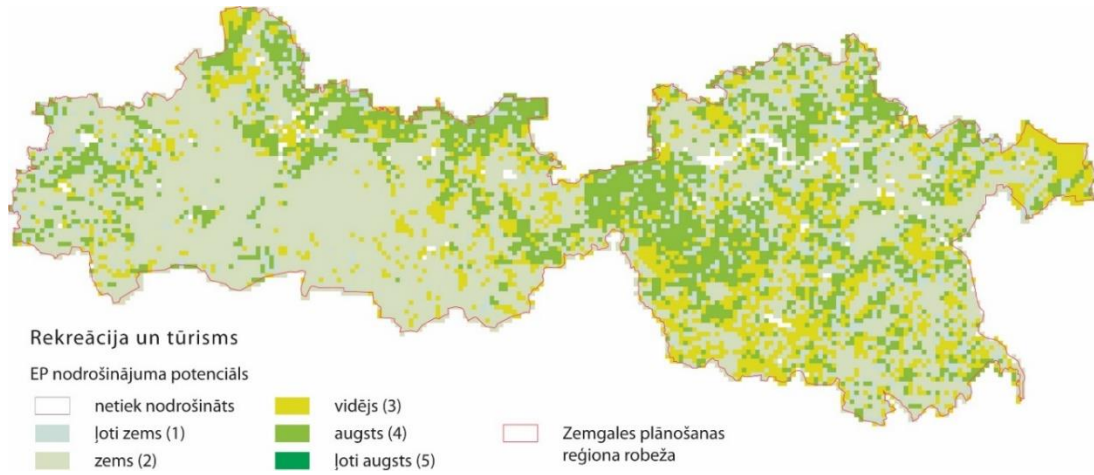 Rekreācija un tūrisms
EP nodrošinājuma potenciāls
netiek nodrošināts
ļoti zems (1)
zems (2)
vidējs (3)
augsts (4)
ļoti augsts (5)
Zemgales plānošanas
reģiona robeža